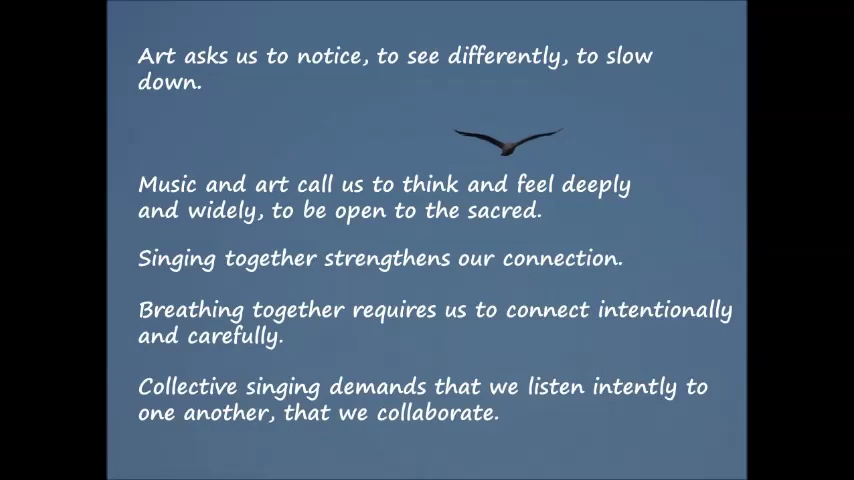 Art asks us to notice, to see differently, to slow
down.
Music and art call us to think and feel deeply
and widely, to be open to the sacred.
Singing together strengthens our connection.
Breathing together requires us to connect intentionally
and carefully.
Collective singing demands that we listen intently to
one another, that we collaborate.